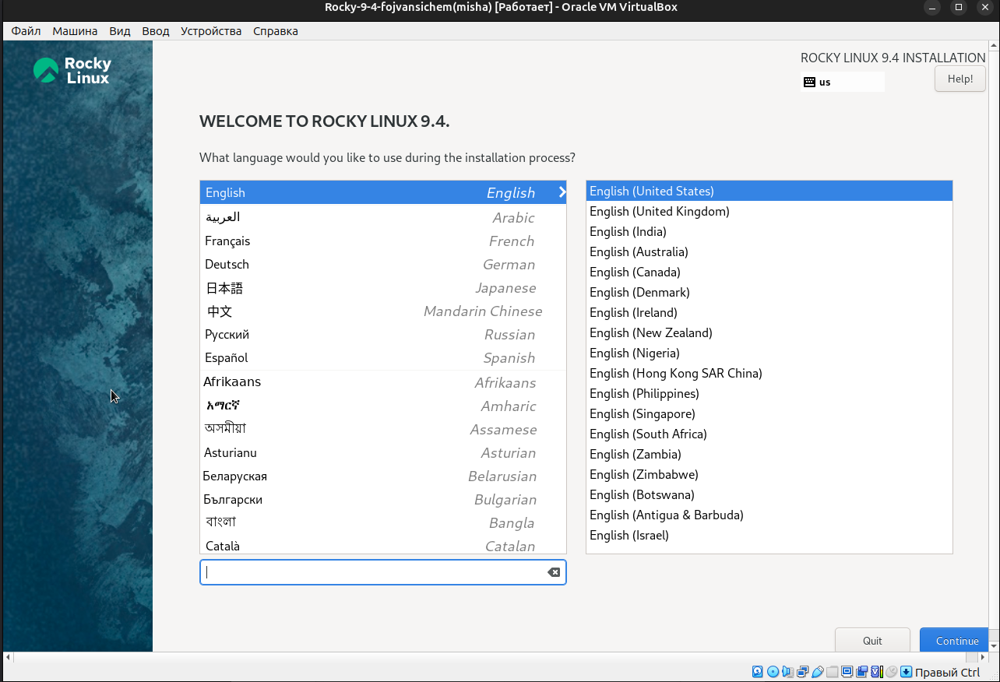 Rocky-9-4-fojvansichem(misha) [Работает] - Oracle VM VirtualBox
Файл Машина Вид Ввод Устройства Справка
Rocky
Linux
ROCKY LINUX 9.4 INSTALLATION
us
Help!
WELCOME TO ROCKY LINUX 9.4.
What language would you like to use during the installation process?
English English
العربية Arabic
Français French
Deutsch German
日本語 Japanese
中文 Mandarin Chinese
Русский Russian
Español Spanish
Afrikaans Afrikaans
አማርኛ Amharic
অসমীয়া Assamese
Asturianu Asturian
Беларуская Belarusian
Български Bulgarian
বাংলা Bangla
Català Catalan
English (United States)
English (United Kingdom)
English (India)
English (Australia)
English (Canada)
English (Denmark)
English (Ireland)
English (New Zealand)
English (Nigeria)
English (Hong Kong SAR China)
English (Philippines)
English (Singapore)
English (South Africa)
English (Zambia)
English (Zimbabwe)
English (Botswana)
English (Antigua & Barbuda)
English (Israel)
Quit
Continue
Правый Ctrl